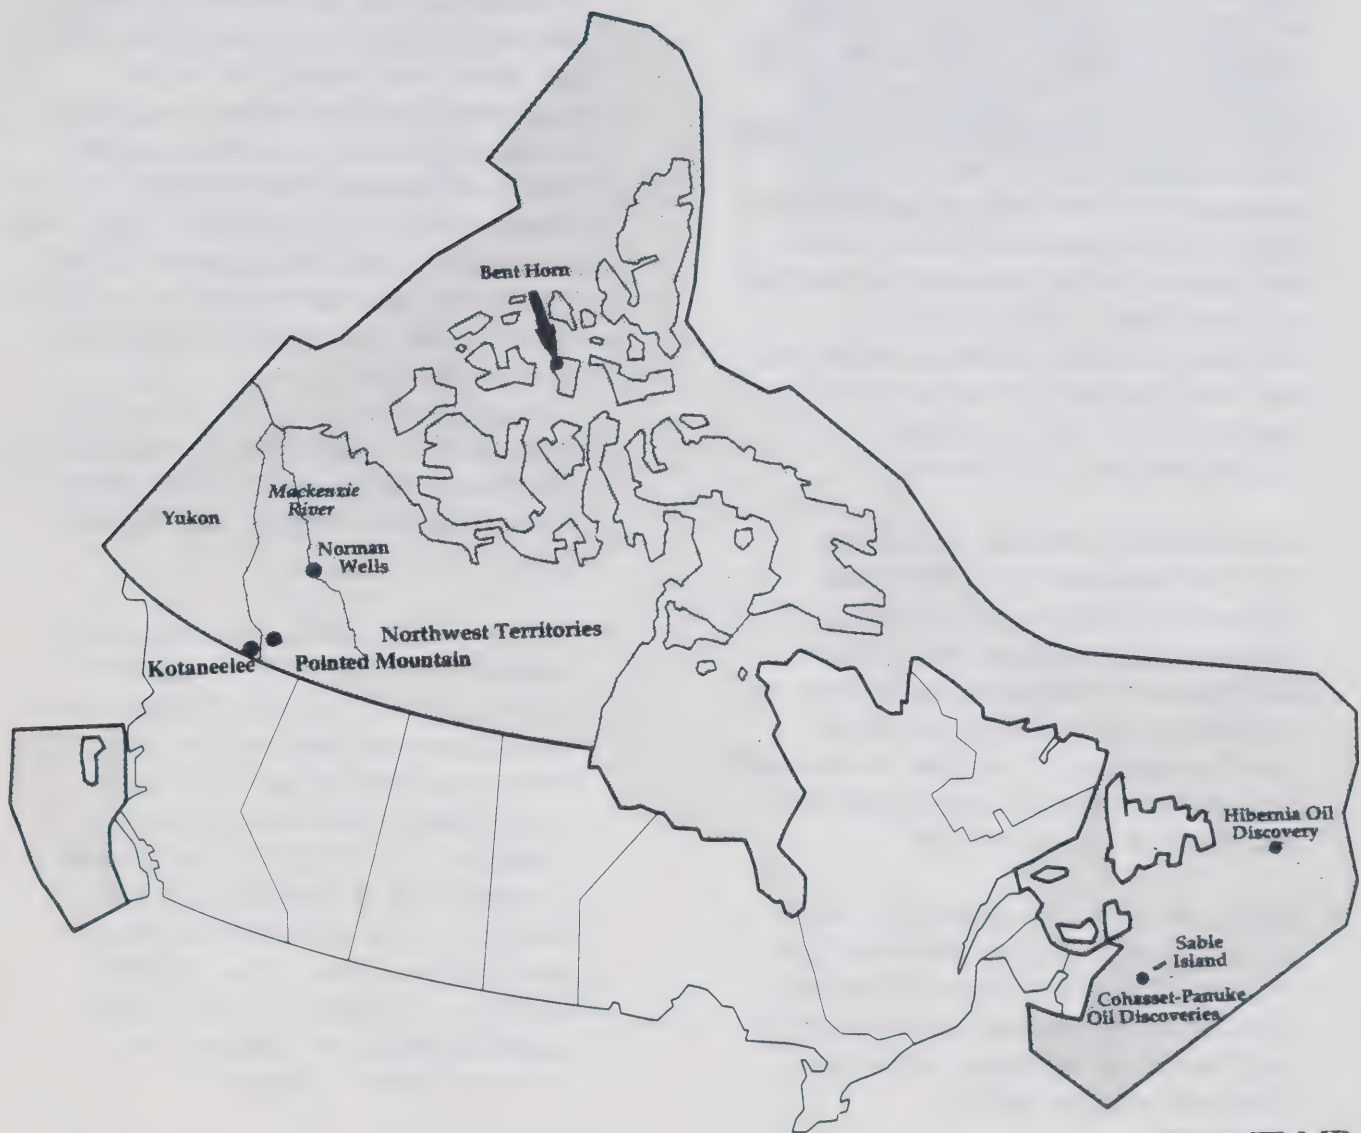 Bent Horn
Mackenzie
River
Yukon
Norman
Wells
Northwest Territories
Kotaneelee
Pointed Mountain
Hibernia Oil
Discovery
Sable
Island
Cohasset-Panuke
Oil Discoveries